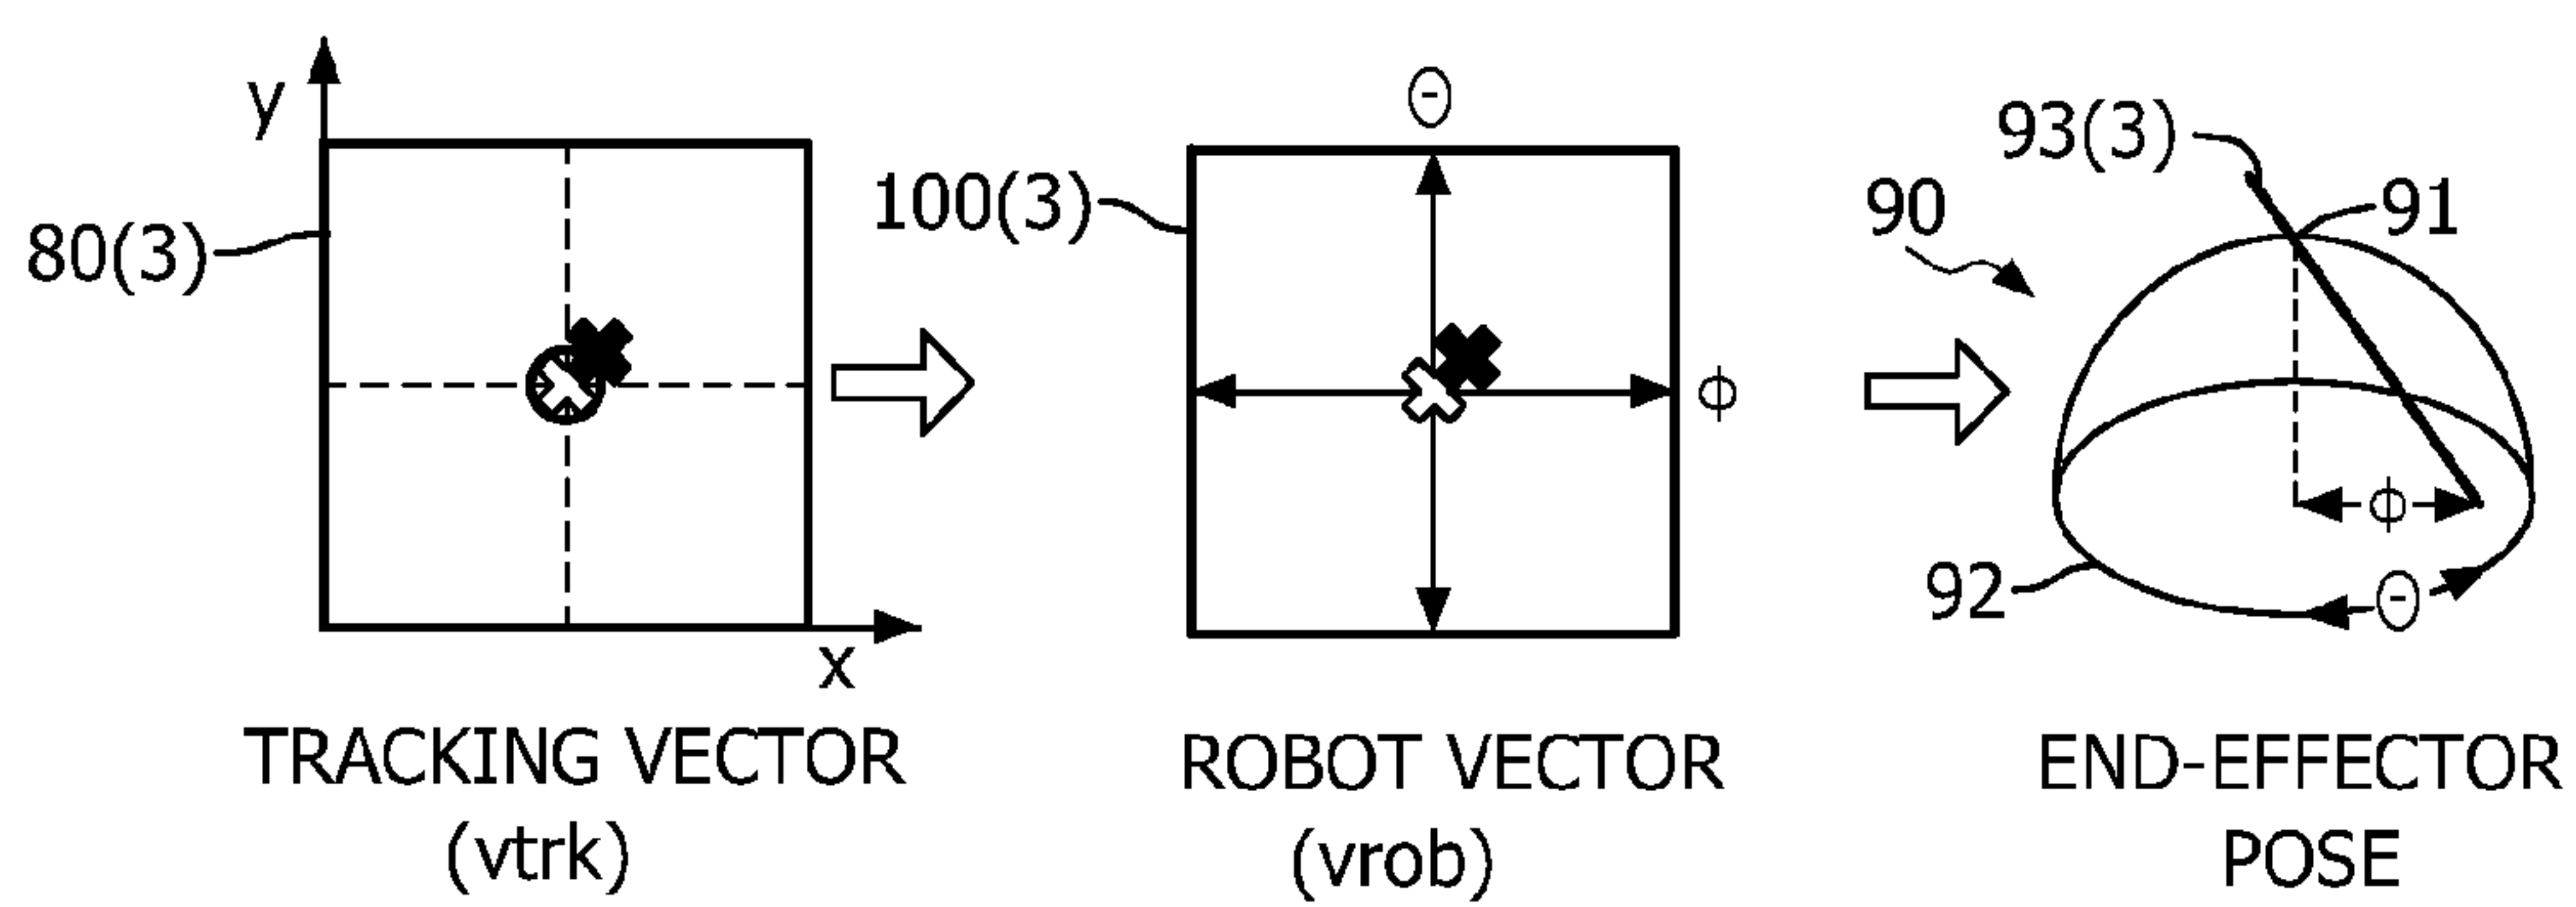 y
80(3)
x
TRACKING VECTOR
(vtrk)
Θ
100(3)
ϕ
ROBOT VECTOR
(vrob)
93(3)
90
91
ϕ
92
Θ
END-EFFECTOR
POSE